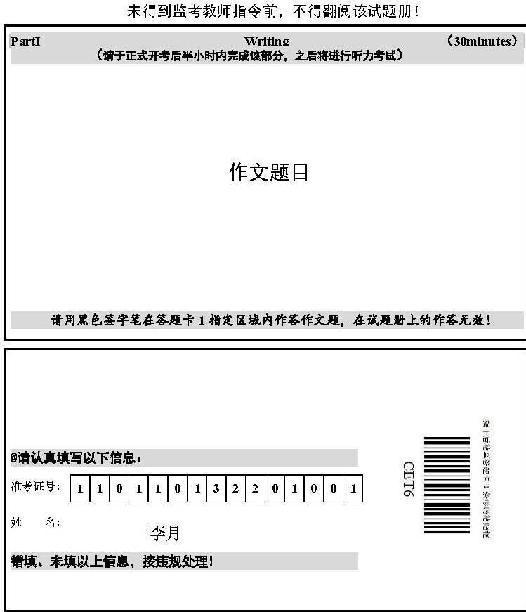 未得到监考教师指令前，不得翻阅该试题册！
PartI Writing （30minutes）
（请于正式开考后半小时内完成该部分，之后将进行听力考试）
作文题目
请用黑色签字笔在答题卡1指定区域内作答作文题，在试题册上的作答无效！
CET6
@请认真填写以下信息：
准考证号： 1 1 0 1 1 0 1 3 2 2 0 1 0 0 1
姓 名： 李月
错填、未填以上信息，按违规处理！